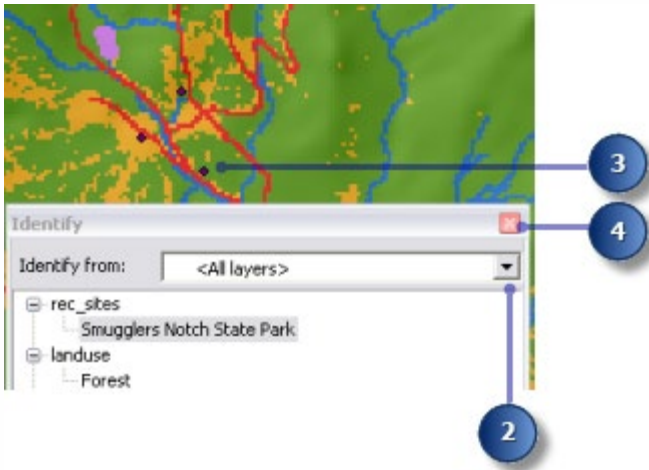 3
4
Identify
Identify from: <All layers>
rec_sites
Smugglers Notch State Park
landuse
Forest
2